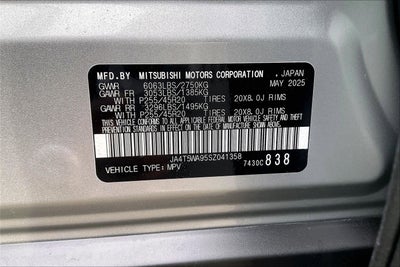 MFD.BY MITSUBISHI MOTORS CORPORATION , JAPAN
GVWR 6063LBS/2750KG MAY 2025
GAWR FR 3053LBS/1385KG
WITH P255/45R20 TIRES 20X8.0J RIMS
GAWR RR 3296LBS/1495KG
WITH P255/45R20 TIRES 20X8.0J RIMS
THIS VEHICLE CONFORMS TO ALL APPLICABLE
FEDERAL MOTOR VEHICLE SAFETY AND THEFT
PREVENTION STANDARDS IN EFFECT ON THE DATE
OF MANUFACTURE SHOWN ABOVE.
JA4T5WA95SZ041358
7430C 838
VEHICLE TYPE: MPV